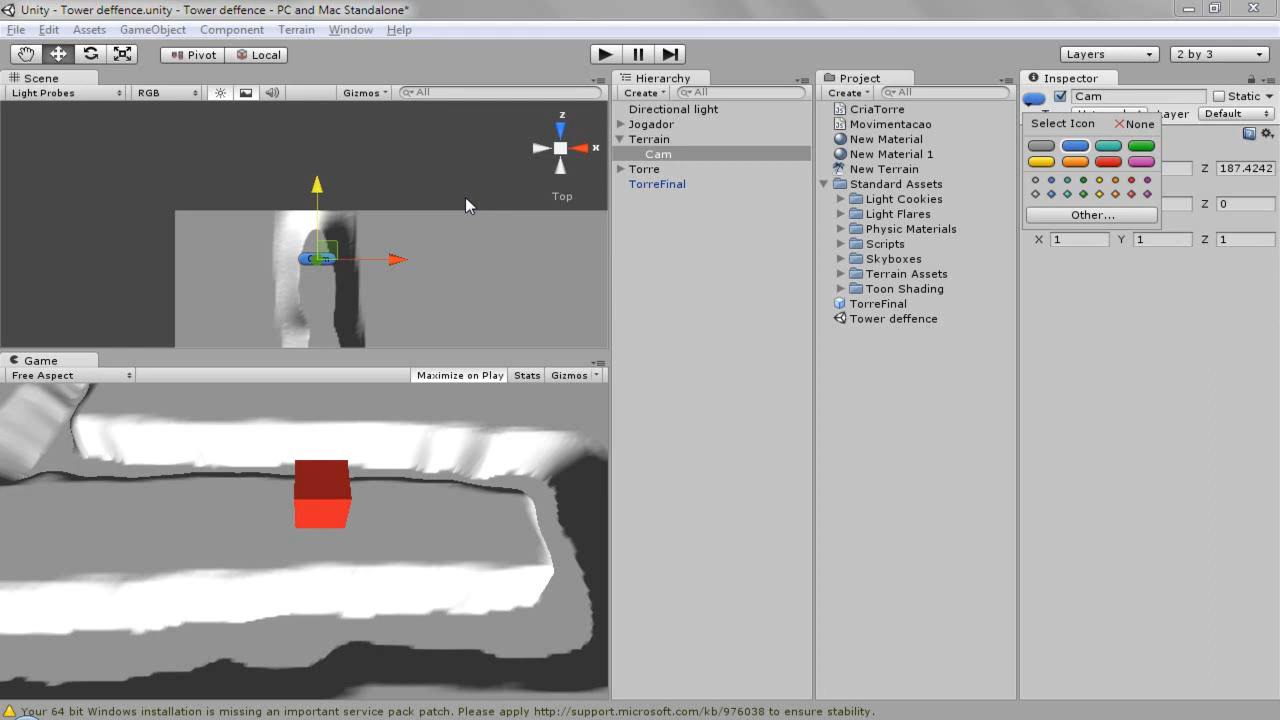 Unity - Tower deffence.unity - Tower deffence - PC and Mac Standalone*
File Edit Assets GameObject Component Terrain Window Help
Pivot Local Layers 2 by 3
Scene
Light Probes RGB Gizmos All
z
x
Top
Game
Free Aspect Maximize on Play Stats Gizmos
Hierarchy
Create All
Directional light
Jogador
Terrain
Cam
Torre
TorreFinal
Project
Create All
CriaTorre
Movimentacao
New Material
New Material 1
New Terrain
Standard Assets
Light Cookies
Light Flares
Physic Materials
Scripts
Skyboxes
Terrain Assets
Toon Shading
TorreFinal
Tower deffence
Inspector
Cam Static
Default
Select Icon None
Z 187.4242
Other...
Z 0
X 1 Y 1 Z 1
Your 64 bit Windows installation is missing an important service pack patch. Please apply http://support.microsoft.com/kb/976038 to ensure stability.